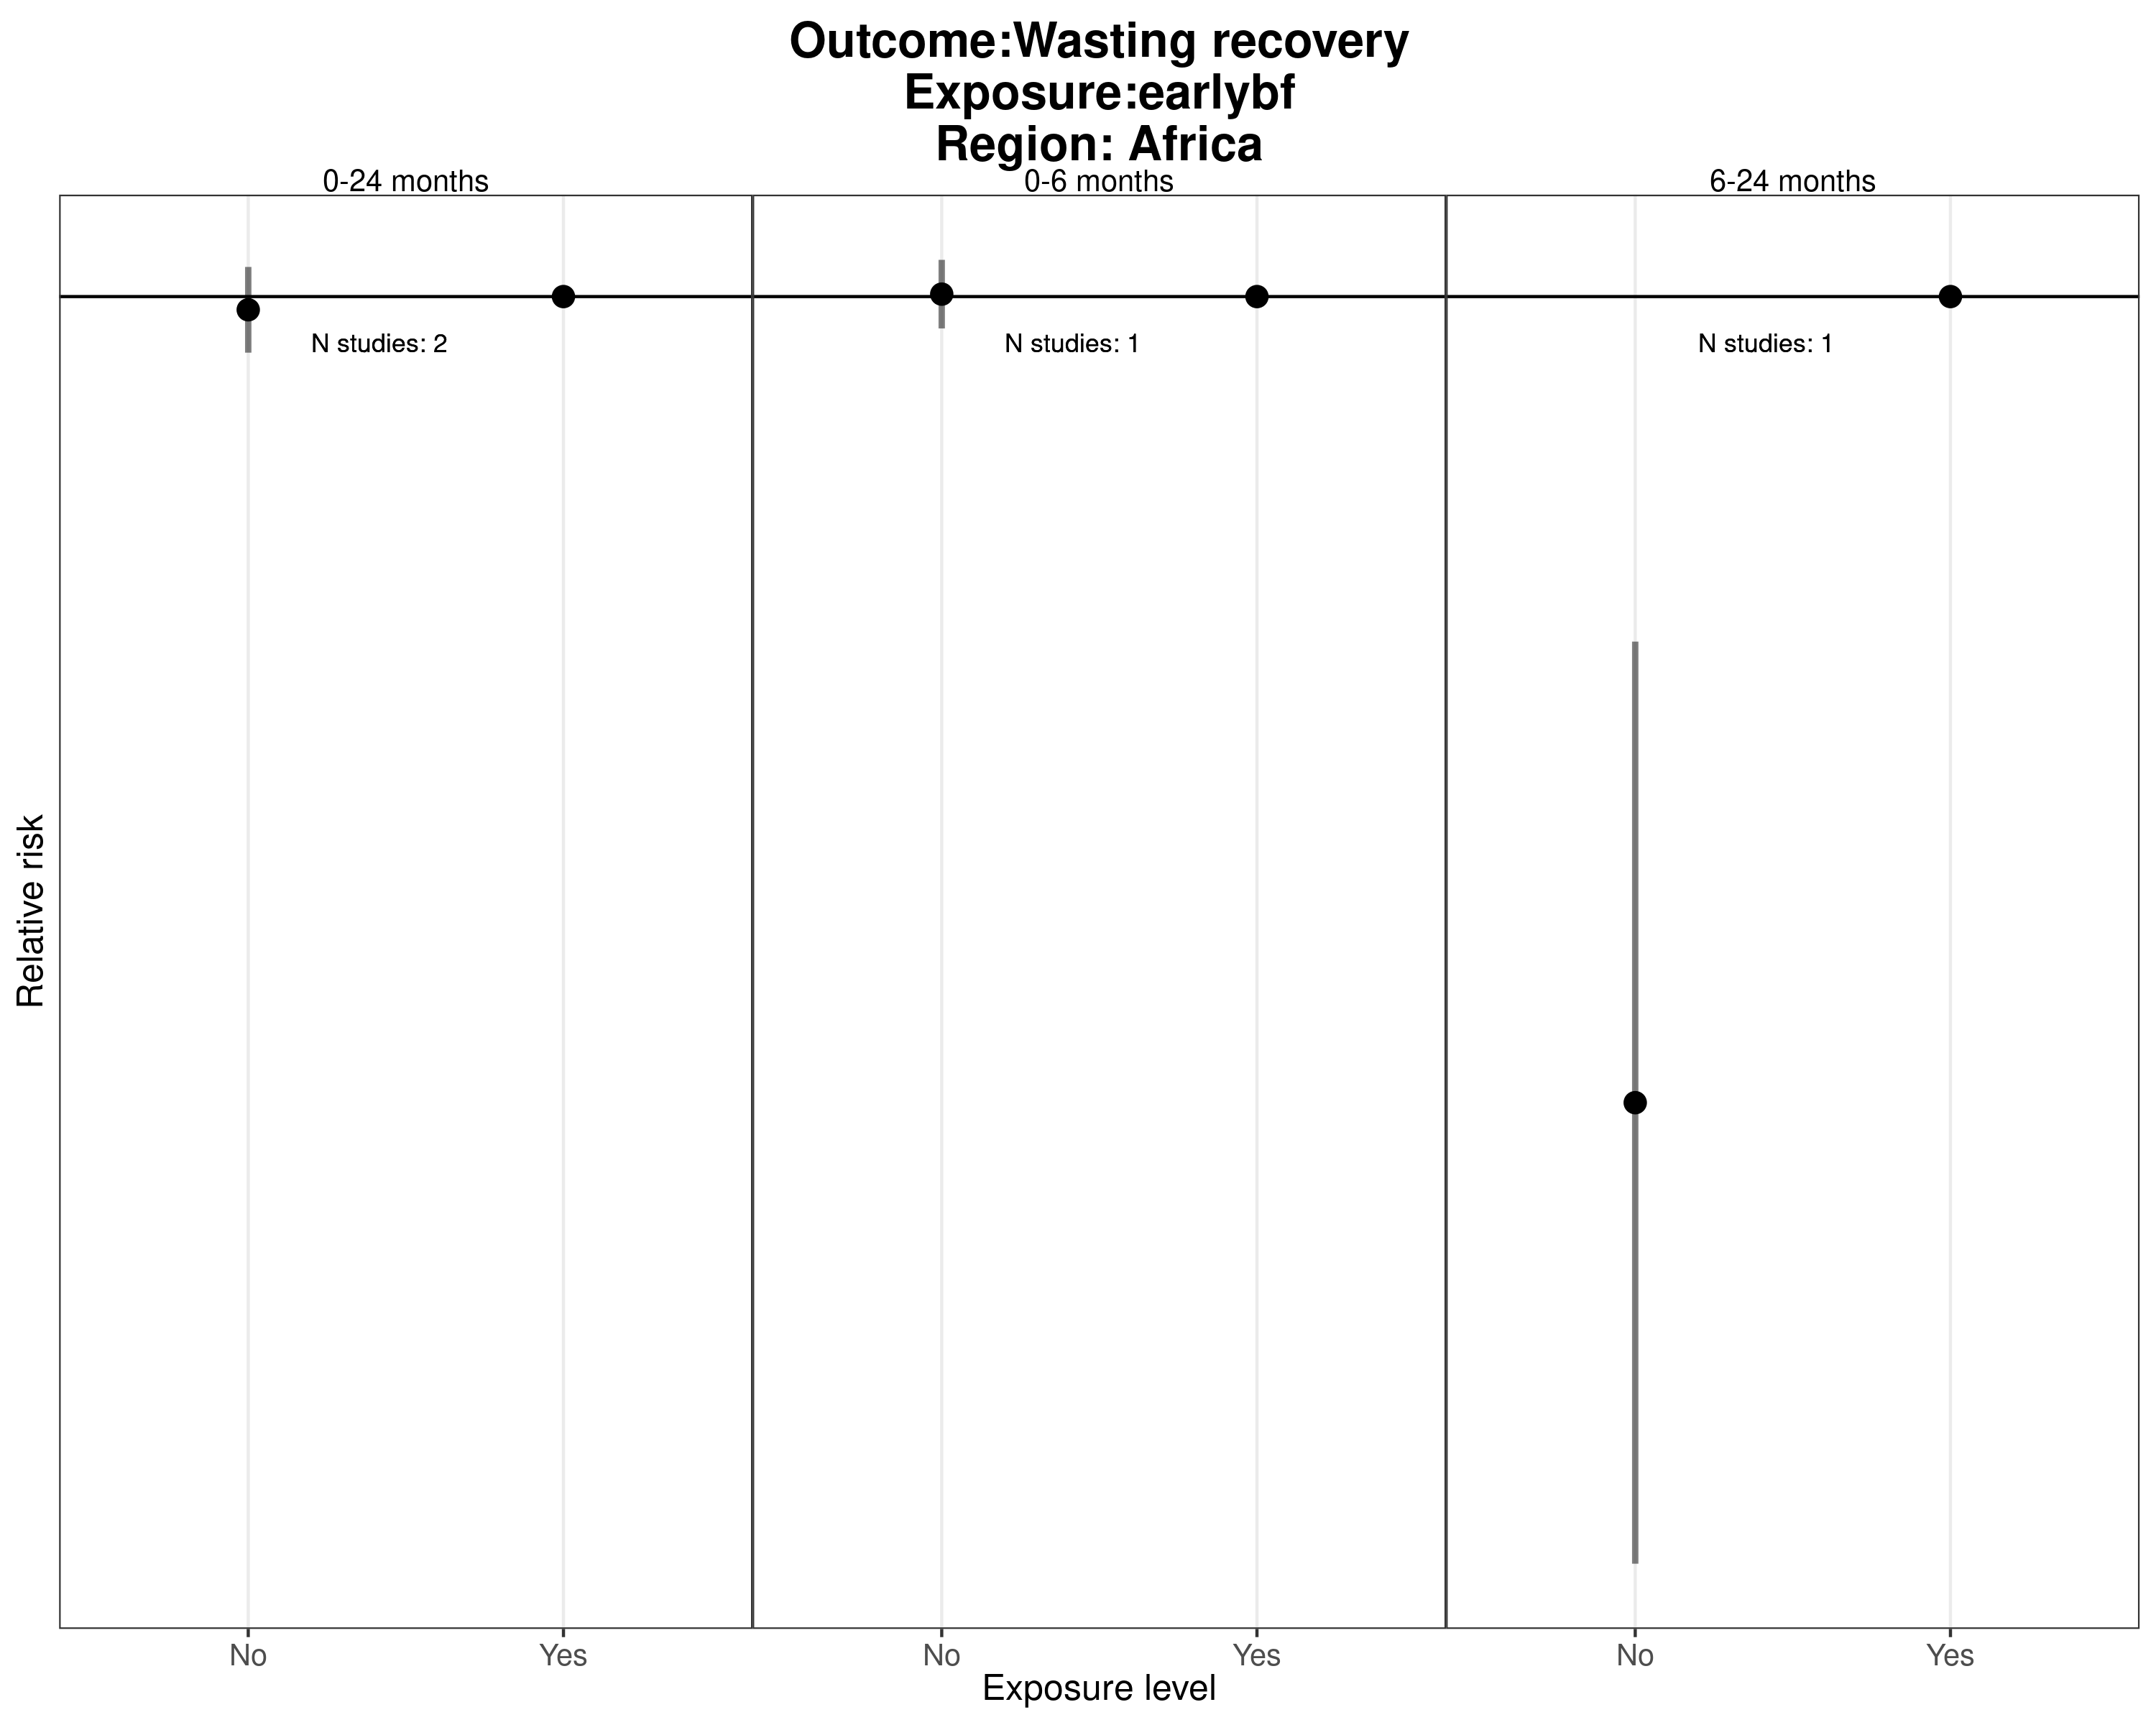 Outcome:Wasting recovery
Exposure:earlybf
Region: Africa
0-24 months
0-6 months
6-24 months
N studies: 2
N studies: 1
N studies: 1
Relative risk
No
Yes
No
Yes
No
Yes
Exposure level